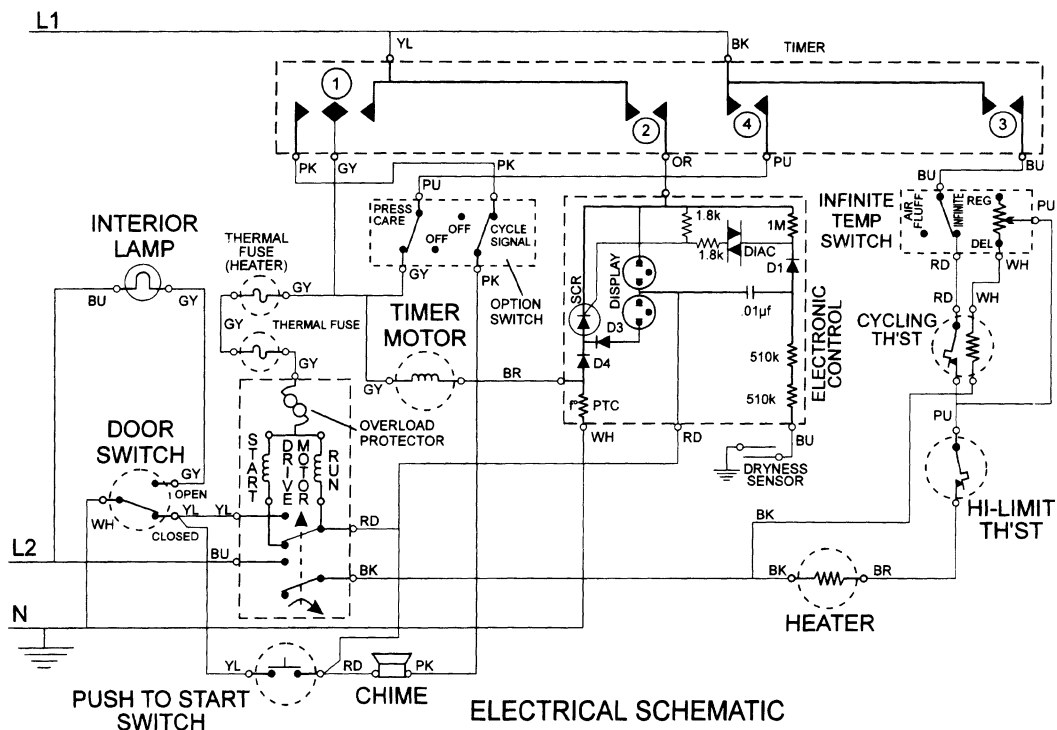 L1
YL
BK
TIMER
1
2
4
3
PK
GY
PK
OR
PU
BU
PU
BU
INTERIOR
LAMP
BU
GY
THERMAL
FUSE
(HEATER)
GY
GY
THERMAL FUSE
GY
PRESS
CARE
OFF
OFF
CYCLE
SIGNAL
GY
PK
OPTION
SWITCH
TIMER
MOTOR
GY
BR
1.8k
1.8k
DIAC
1M
D1
SCR
DISPLAY
D3
D4
.01µf
510k
510k
PTC
ELECTRONIC
CONTROL
WH
RD
BU
DRYNESS
SENSOR
INFINITE
TEMP
SWITCH
AIR
FLUFF
INFINITE
REG
DEL
PU
RD
WH
RD
WH
CYCLING
TH'ST
PU
HI-LIMIT
TH'ST
OVERLOAD
PROTECTOR
START
DRIVE
MOTOR
RUN
DOOR
SWITCH
GY
OPEN
WH
YL
YL
CLOSED
RD
L2
BU
BK
BK
BK
BR
HEATER
N
YL
RD
PK
PUSH TO START
SWITCH
CHIME
ELECTRICAL SCHEMATIC